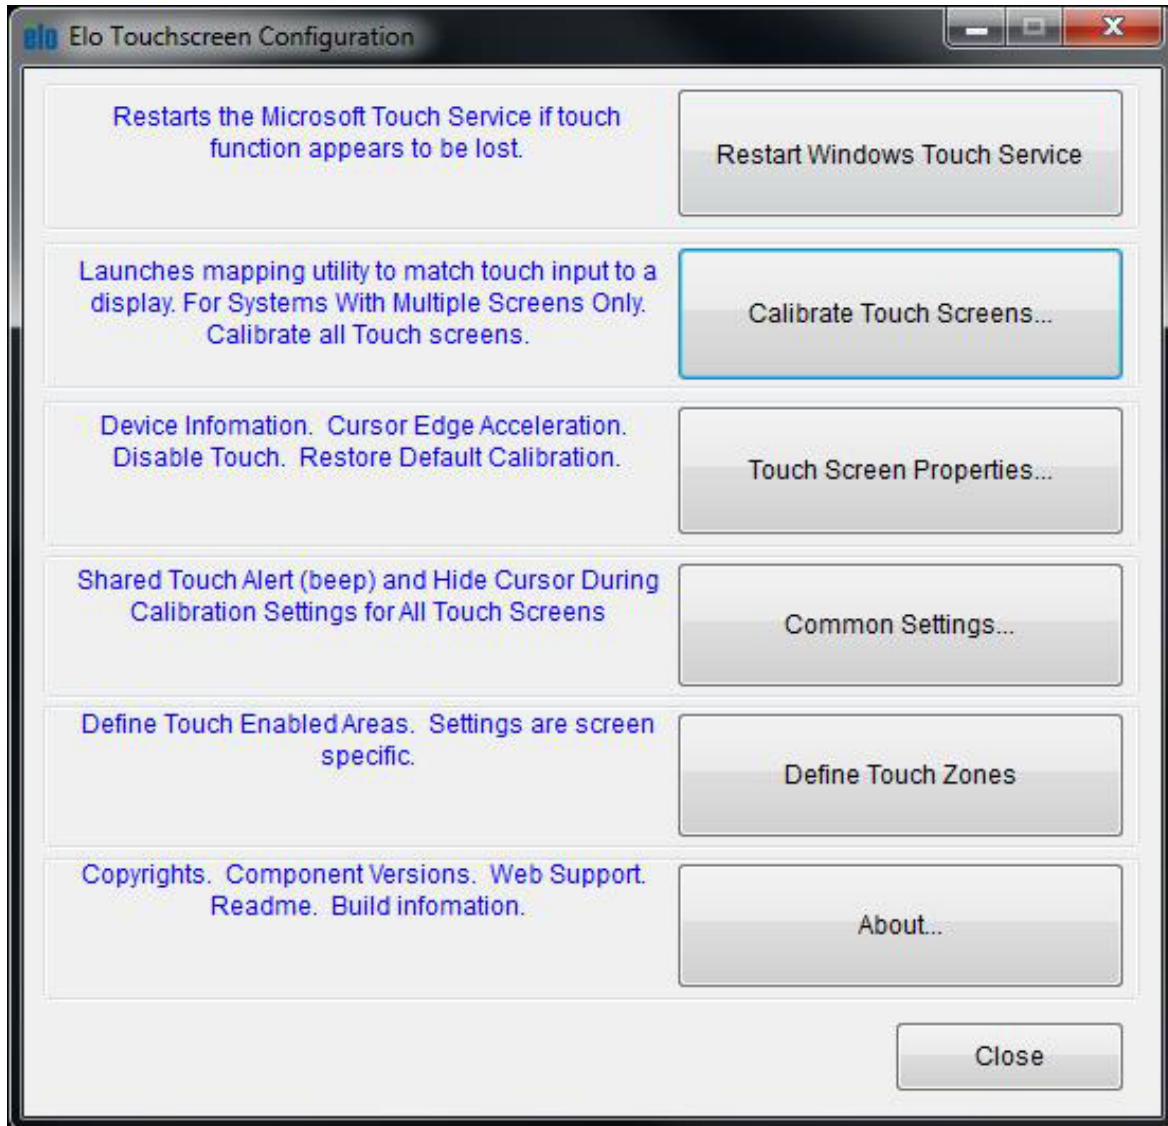 elo Elo Touchscreen Configuration
Restarts the Microsoft Touch Service if touch
function appears to be lost.
Restart Windows Touch Service
Launches mapping utility to match touch input to a
display. For Systems With Multiple Screens Only.
Calibrate all Touch screens.
Calibrate Touch Screens...
Device Infomation. Cursor Edge Acceleration.
Disable Touch. Restore Default Calibration.
Touch Screen Properties...
Shared Touch Alert (beep) and Hide Cursor During
Calibration Settings for All Touch Screens
Common Settings...
Define Touch Enabled Areas. Settings are screen
specific.
Define Touch Zones
Copyrights. Component Versions. Web Support.
Readme. Build infomation.
About...
Close